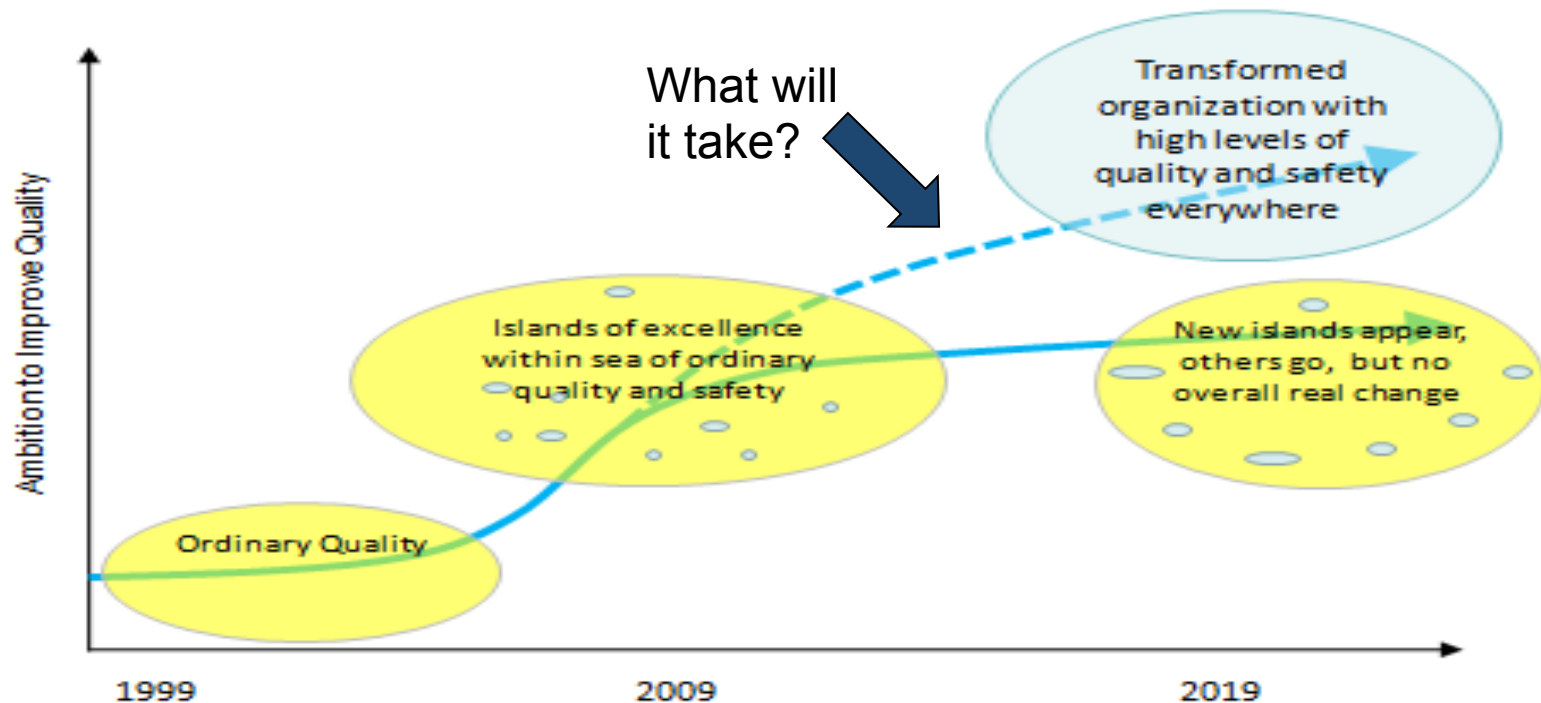 What will
it take?
Transformed
organization with
high levels of
quality and safety
everywhere
Ambition to Improve Quality
Islands of excellence
within sea of ordinary
quality and safety
New islands appear,
others go, but no
overall real change
Ordinary Quality
1999
2009
2019